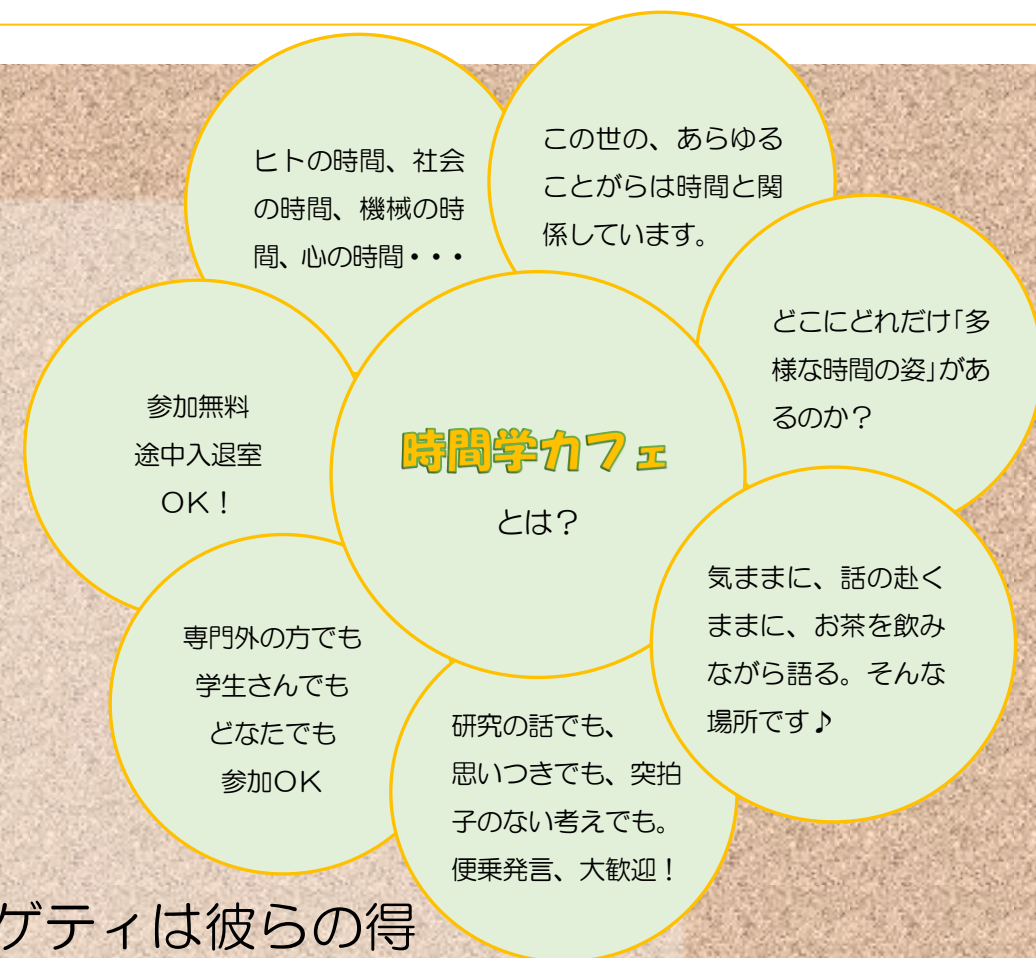 ヒトの時間、社会
の時間、機械の時
間、心の時間・・・
この世の、あらゆる
ことがらは時間と関
係しています。
どこにどれだけ｢多
様な時間の姿｣があ
るのか？
参加無料
途中入退室
ＯＫ！
時間学カフェ
とは？
気ままに、話の赴く
ままに、お茶を飲み
ながら語る。そんな
場所です♪
専門外の方でも
学生さんでも
どなたでも
参加ＯＫ
研究の話でも、
思いつきでも、突拍
子のない考えでも。
便乗発言、大歓迎！
ゲティは彼らの得